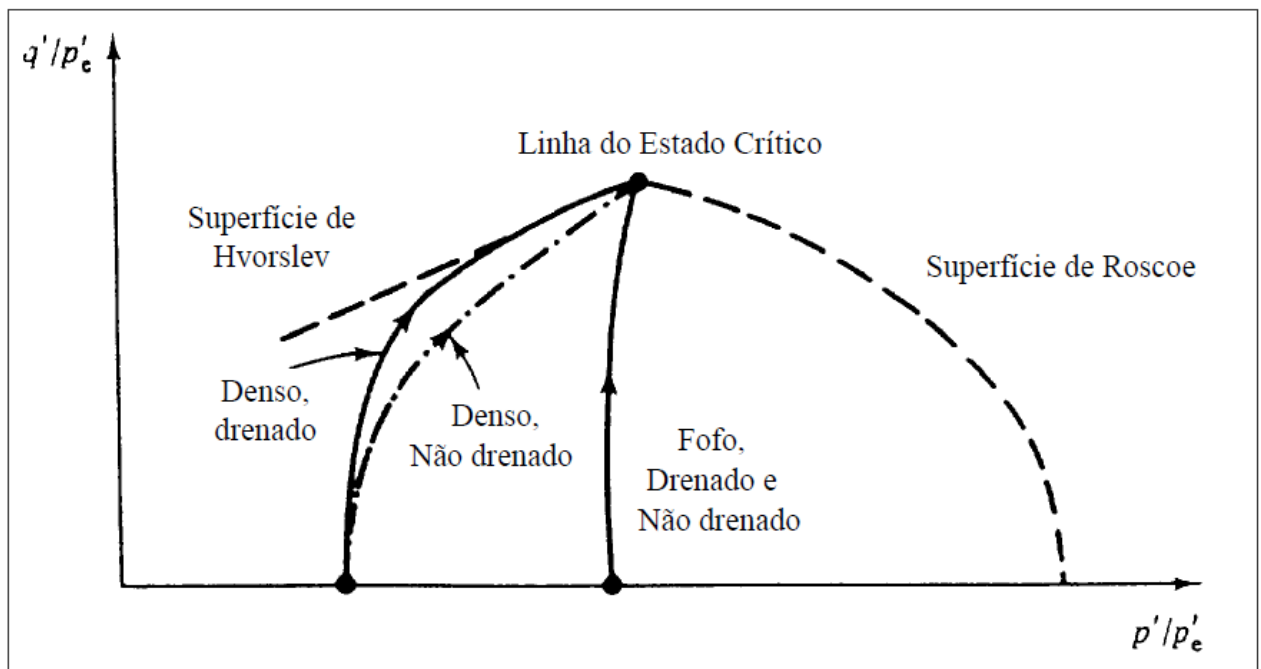 q'/p'e
Linha do Estado Crítico
Superfície de
Hvorslev
Superfície de Roscoe
Denso,
drenado
Denso,
Não drenado
Fofo,
Drenado e
Não drenado
p'/p'e